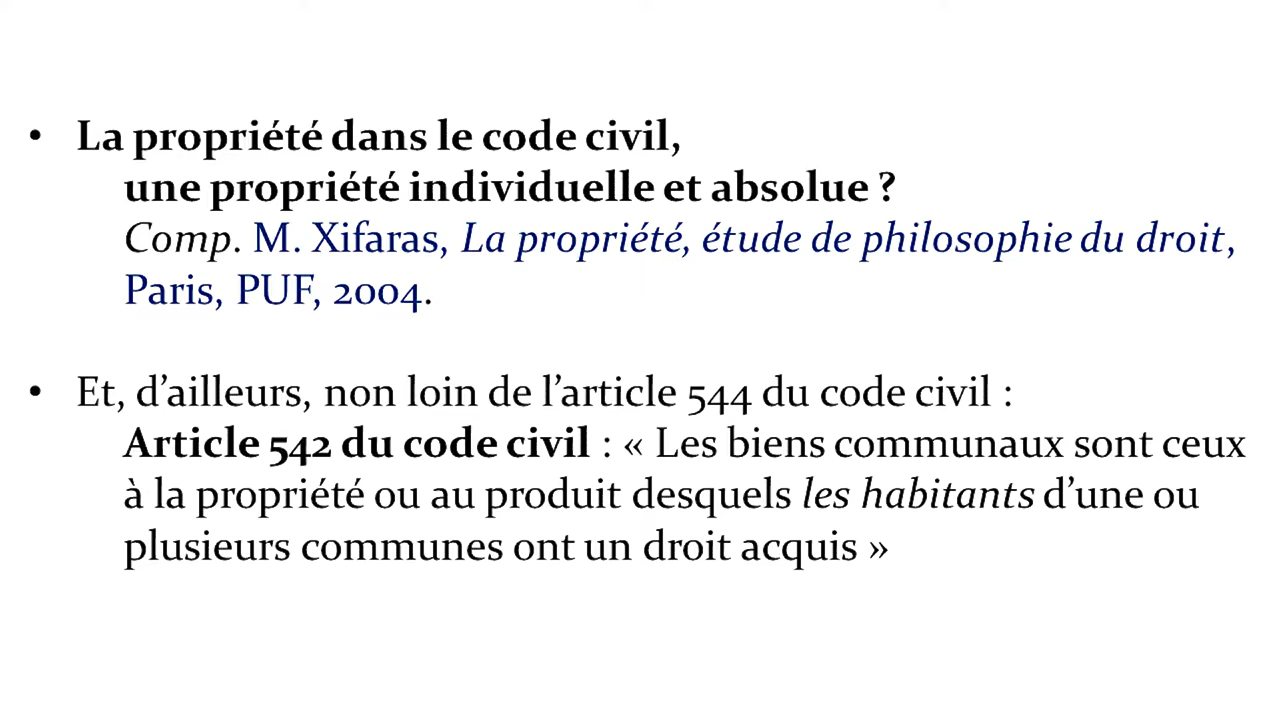 • La propriété dans le code civil,
une propriété individuelle et absolue ?
Comp. M. Xifaras, La propriété, étude de philosophie du droit,
Paris, PUF, 2004.
• Et, d’ailleurs, non loin de l’article 544 du code civil :
Article 542 du code civil : « Les biens communaux sont ceux
à la propriété ou au produit desquels les habitants d’une ou
plusieurs communes ont un droit acquis »